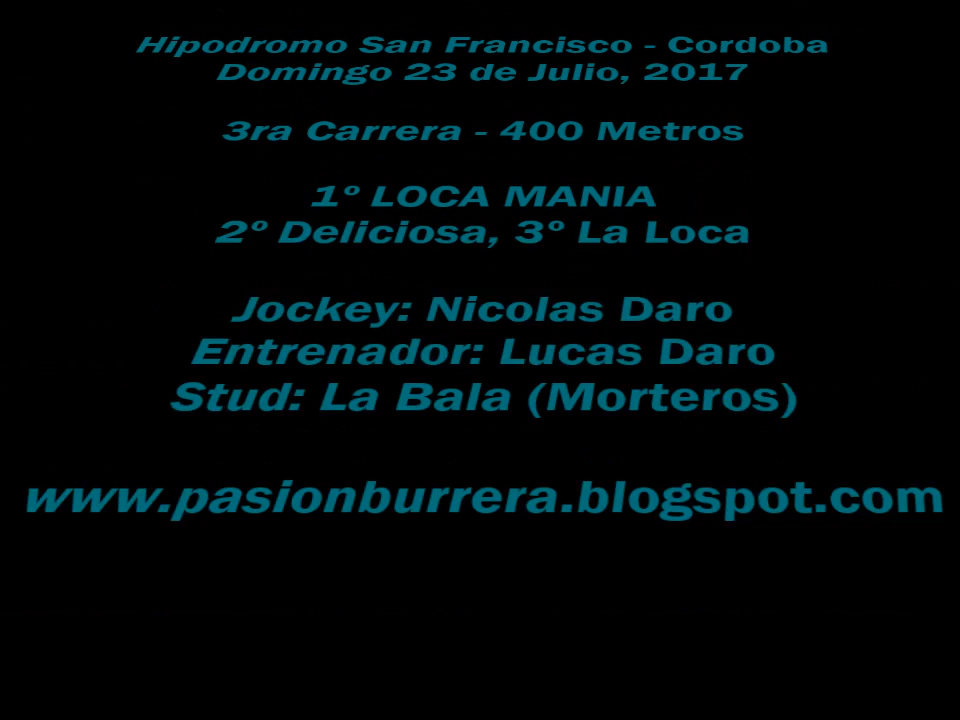 Hipodromo San Francisco - Cordoba
Domingo 23 de Julio, 2017
3ra Carrera - 400 Metros
1º LOCA MANIA
2º Deliciosa, 3º La Loca
Jockey: Nicolas Daro
Entrenador: Lucas Daro
Stud: La Bala (Morteros)
www.pasionburrera.blogspot.com